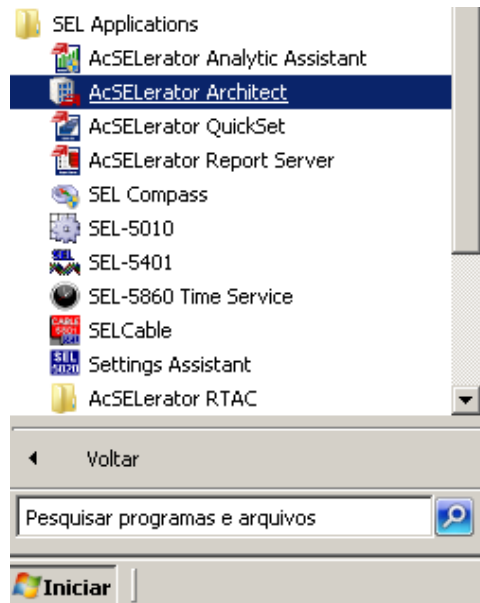 SEL Applications
AcSELerator Analytic Assistant
AcSELerator Architect
AcSELerator QuickSet
AcSELerator Report Server
SEL Compass
SEL-5010
SEL-5401
SEL-5860 Time Service
SELCable
Settings Assistant
AcSELerator RTAC
Voltar
Pesquisar programas e arquivos
Iniciar